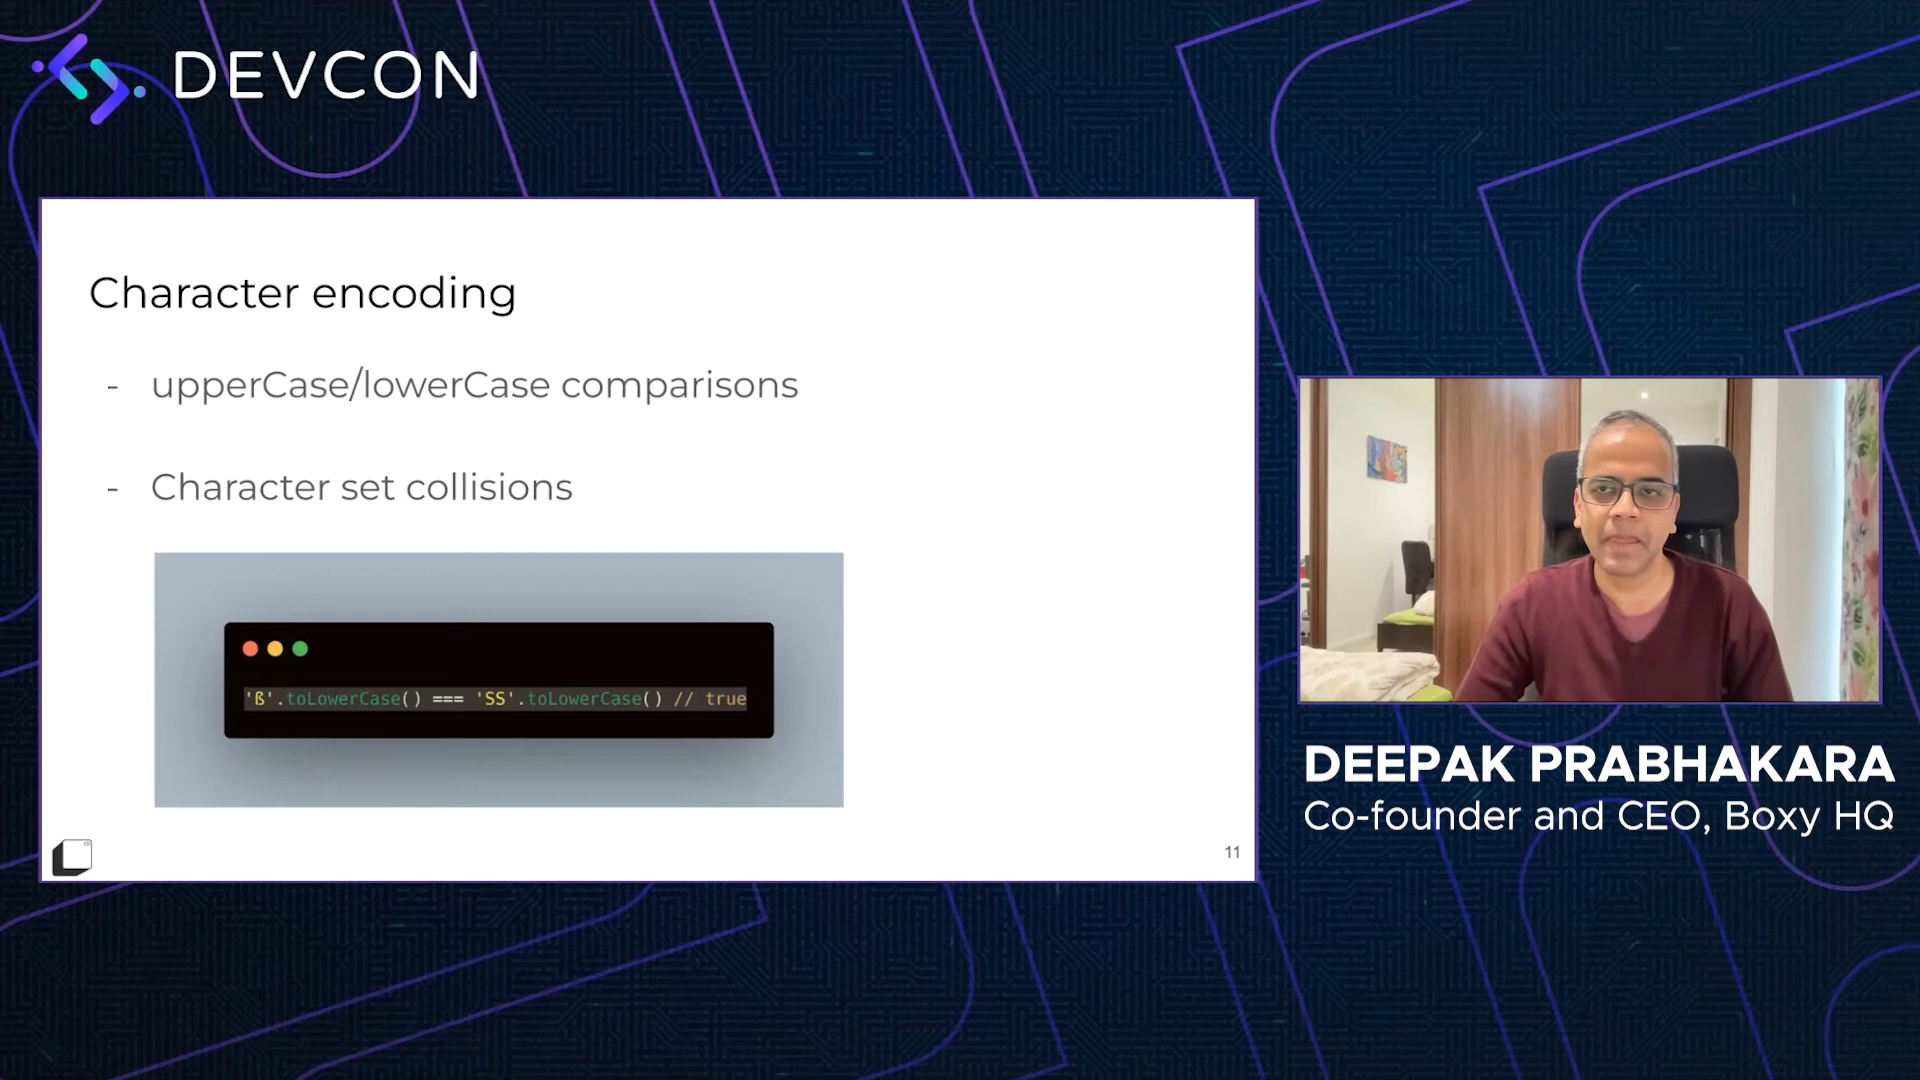 DEVCON
Character encoding
- upperCase/lowerCase comparisons
- Character set collisions
'ß'.toLowerCase() === 'SS'.toLowerCase() // true
11
DEEPAK PRABHAKARA
Co-founder and CEO, Boxy HQ